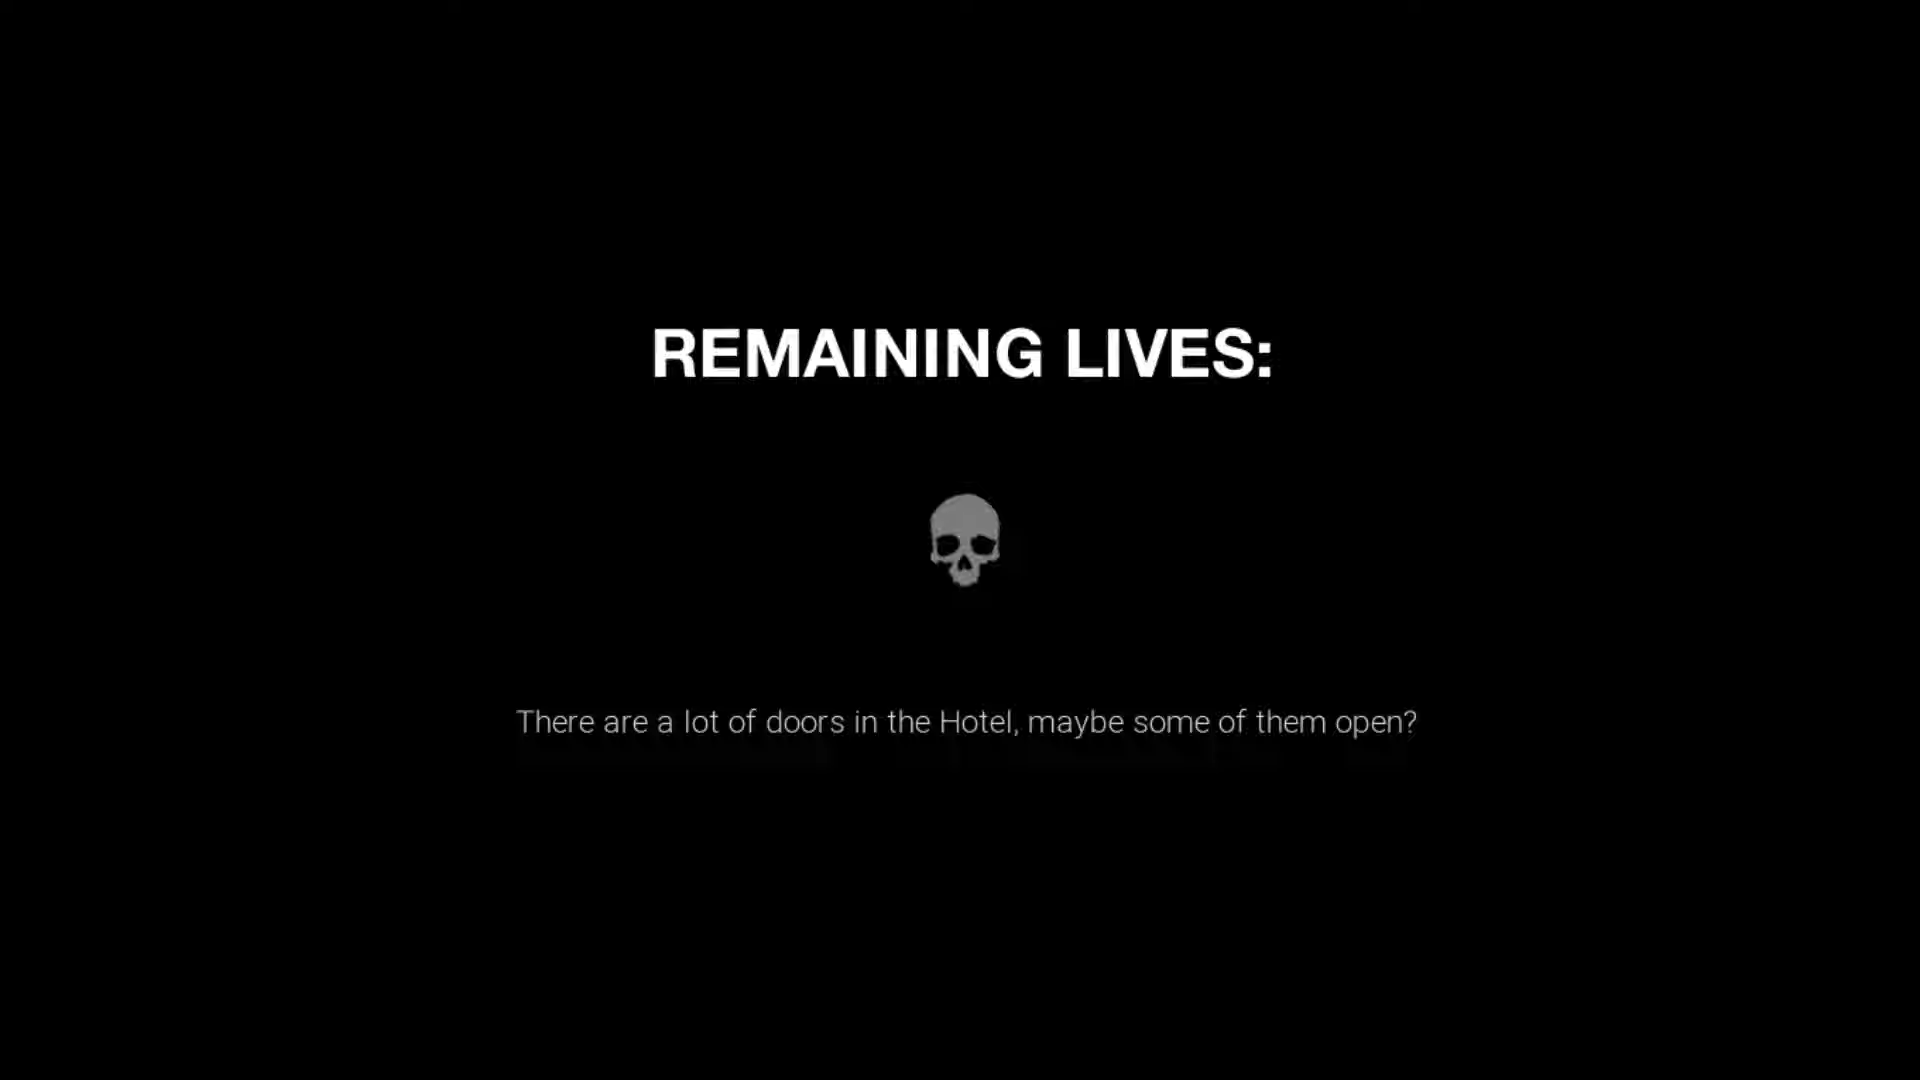 REMAINING LIVES:
There are a lot of doors in the Hotel, maybe some of them open?